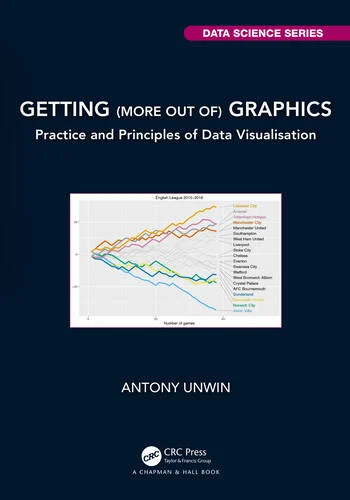 DATA SCIENCE SERIES
GETTING (MORE OUT OF) GRAPHICS
Practice and Principles of Data Visualisation
English League 2015-2016
Leicester City
Arsenal
Tottenham Hotspur
Manchester City
Manchester United
Southampton
West Ham United
Liverpool
Stoke City
Chelsea
Everton
Swansea City
Watford
West Bromwich Albion
Crystal Palace
AFC Bournemouth
Sunderland
Newcastle United
Norwich City
Aston Villa
0
Number of games
ANTONY UNWIN
CRC
CRC Press
Taylor & Francis Group
A CHAPMAN & HALL BOOK